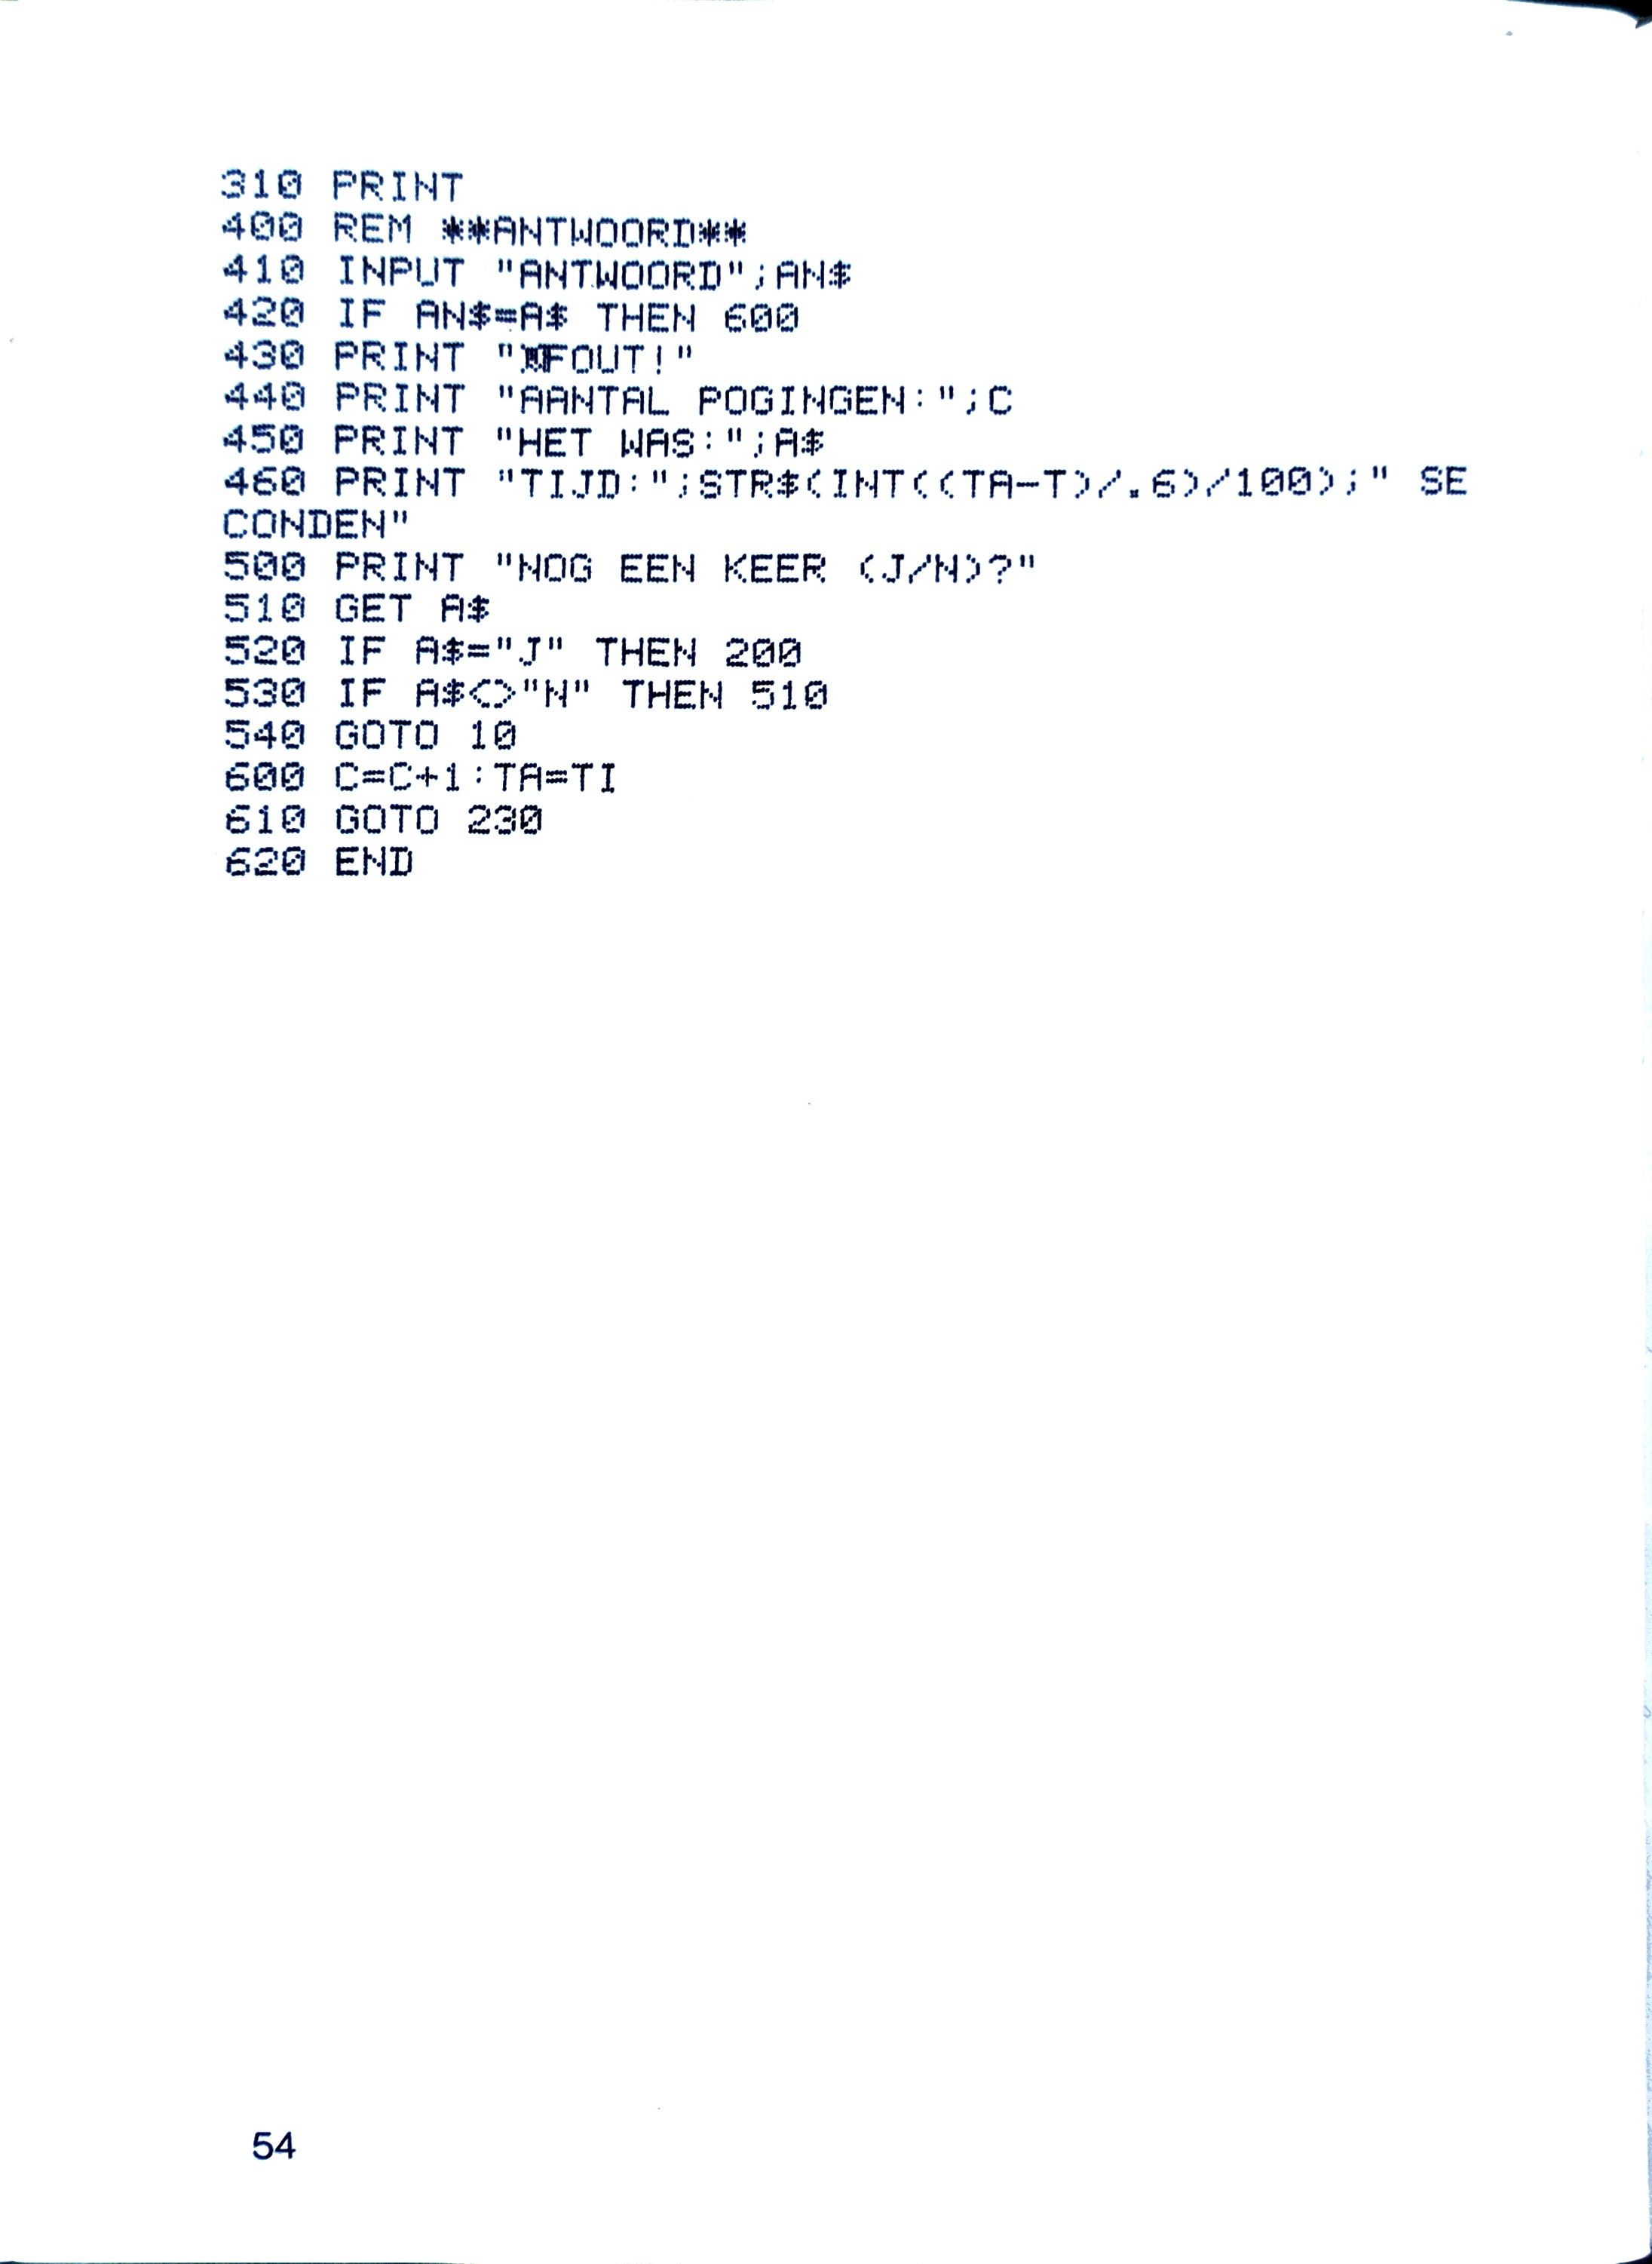 310 PRINT
400 REM **ANTWOORD**
410 INPUT "ANTWOORD";AN$
420 IF AN$=A$ THEN 600
430 PRINT "FOUT!"
440 PRINT "AANTAL POGINGEN:";C
450 PRINT "HET WAS:";A$
460 PRINT "TIJD:";STR$(INT((TA-T)/.6)/100);" SE
CONDEN"
500 PRINT "NOG EEN KEER (J/N)?"
510 GET A$
520 IF A$="J" THEN 200
530 IF A$<>"N" THEN 510
540 GOTO 10
600 C=C+1:TA=TI
610 GOTO 230
620 END
54